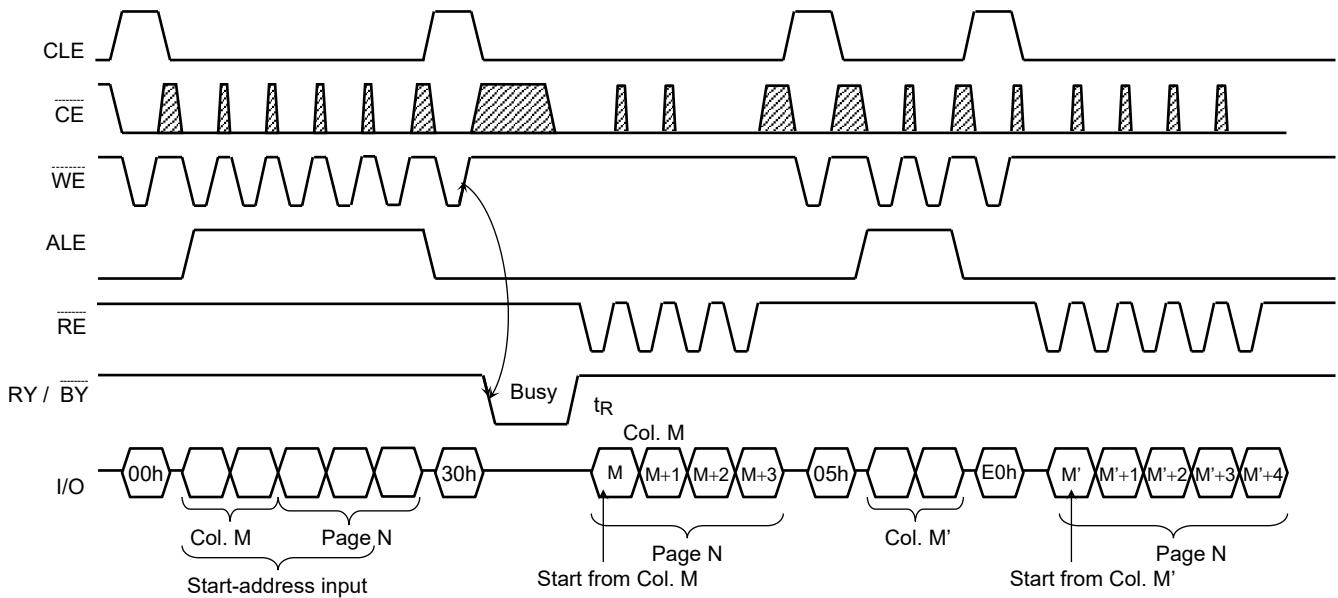 CLE
CE
WE
ALE
RE
RY / BY
Busy
tR
Col. M
I/O
00h
30h
M
M+1
M+2
M+3
05h
E0h
M'
M'+1
M'+2
M'+3
M'+4
Col. M
Page N
Start-address input
Page N
Start from Col. M
Col. M'
Page N
Start from Col. M'